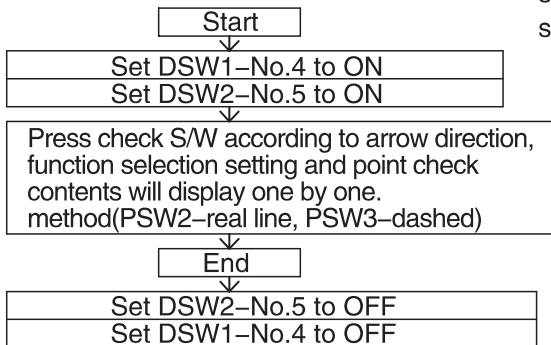 Start
Set DSW1–No.4 to ON
Set DSW2–No.5 to ON
Press check S/W according to arrow direction,
function selection setting and point check
contents will display one by one.
method(PSW2–real line, PSW3–dashed)
End
Set DSW2–No.5 to OFF
Set DSW1–No.4 to OFF